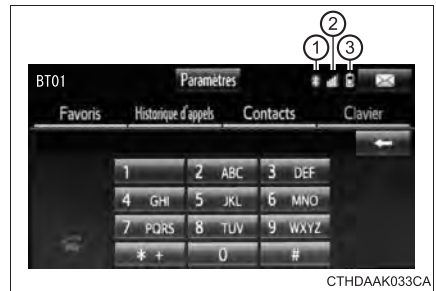 2
1 3
BT01 Paramètres
Favoris Historique d'appels Contacts Clavier
1 2 ABC 3 DEF
4 GHI 5 JKL 6 MNO
7 PQRS 8 TUV 9 WXYZ
* + 0 #
CTHDAAK033CA